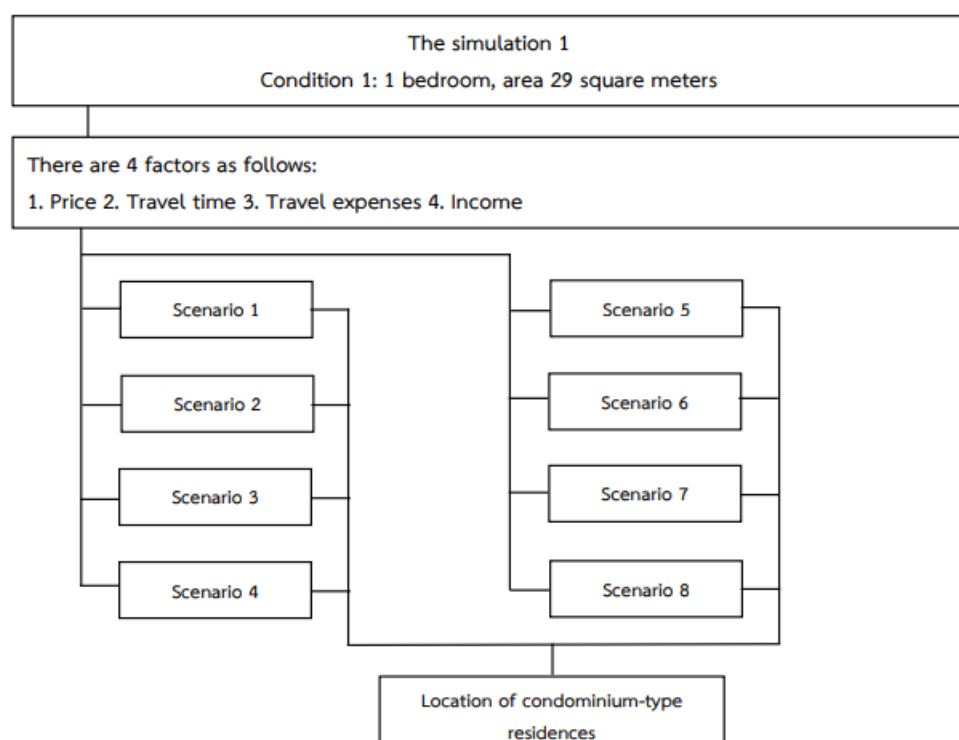 The simulation 1
Condition 1: 1 bedroom, area 29 square meters
There are 4 factors as follows:
1. Price 2. Travel time 3. Travel expenses 4. Income
Scenario 1
Scenario 2
Scenario 3
Scenario 4
Scenario 5
Scenario 6
Scenario 7
Scenario 8
Location of condominium-type
residences